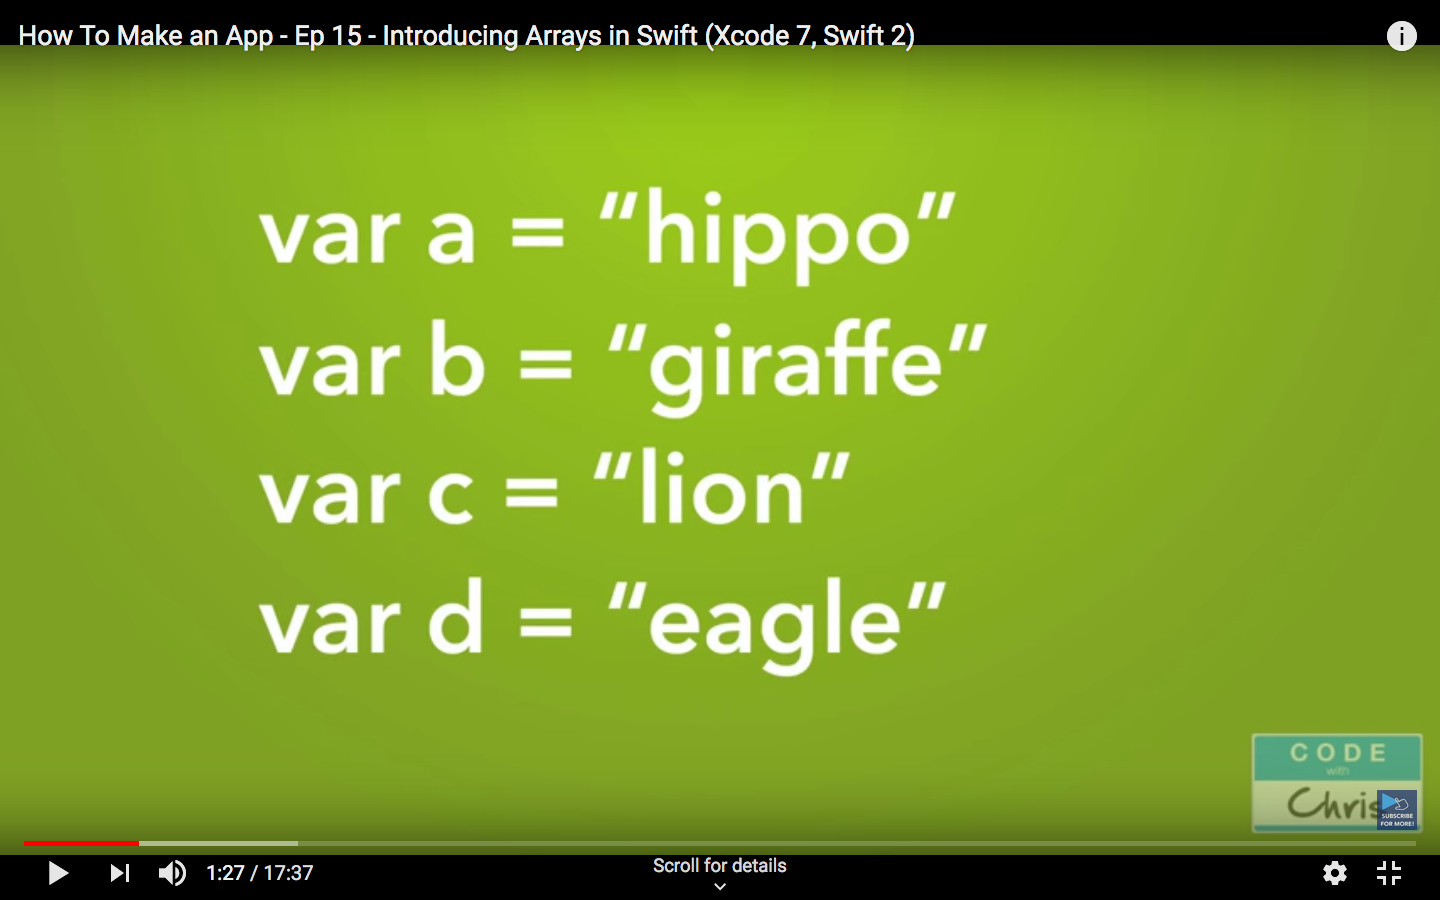 How To Make an App - Ep 15 - Introducing Arrays in Swift (Xcode 7, Swift 2)
i
var a = “hippo”
var b = “giraffe”
var c = “lion”
var d = “eagle”
CODE
with
Chris
SUBSCRIBE
FOR MORE!
1:27 / 17:37
Scroll for details